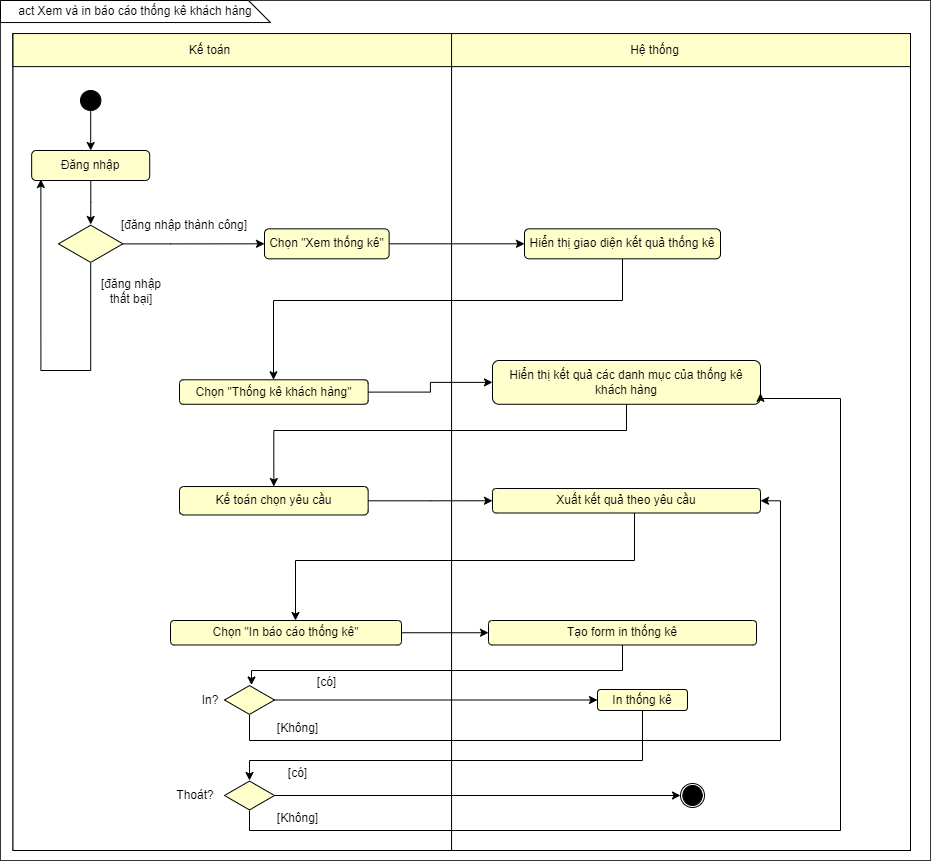 act Xem và in báo cáo thống kê khách hàng
Kế toán
Hệ thống
Đăng nhập
[đăng nhập thành công]
Chọn "Xem thống kê"
Hiển thị giao diện kết quả thống kê
[đăng nhập
thất bại]
Chọn "Thống kê khách hàng"
Hiển thị kết quả các danh mục của thống kê
khách hàng
Kế toán chọn yêu cầu
Xuất kết quả theo yêu cầu
Chọn "In báo cáo thống kê"
Tạo form in thống kê
[có]
In?
In thống kê
[Không]
[có]
Thoát?
[Không]